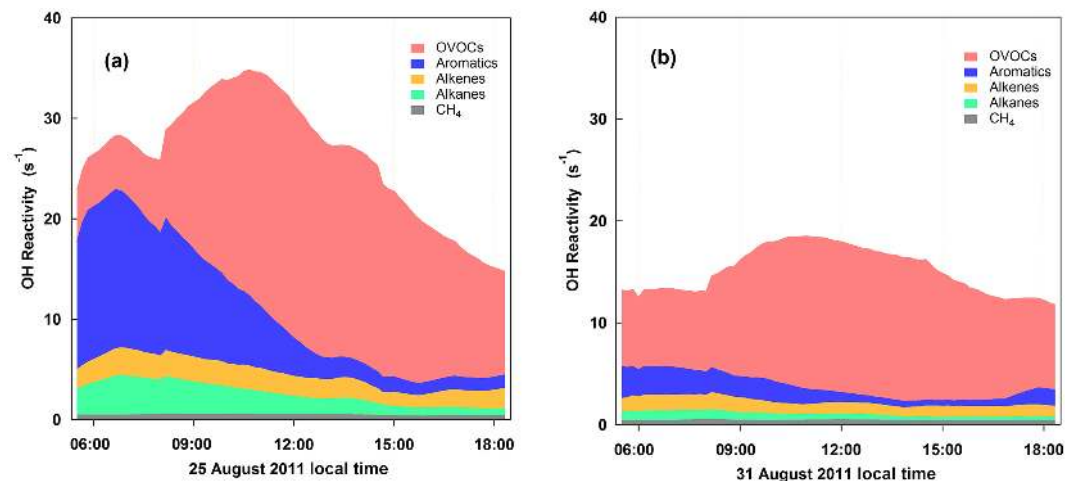 40
30
20
10
0
OH Reactivity (s⁻¹)
(a)
OVOCs
Aromatics
Alkenes
Alkanes
CH₄
06:00 09:00 12:00 15:00 18:00
25 August 2011 local time
40
30
20
10
0
OH Reactivity (s⁻¹)
(b)
OVOCs
Aromatics
Alkenes
Alkanes
CH₄
06:00 09:00 12:00 15:00 18:00
31 August 2011 local time